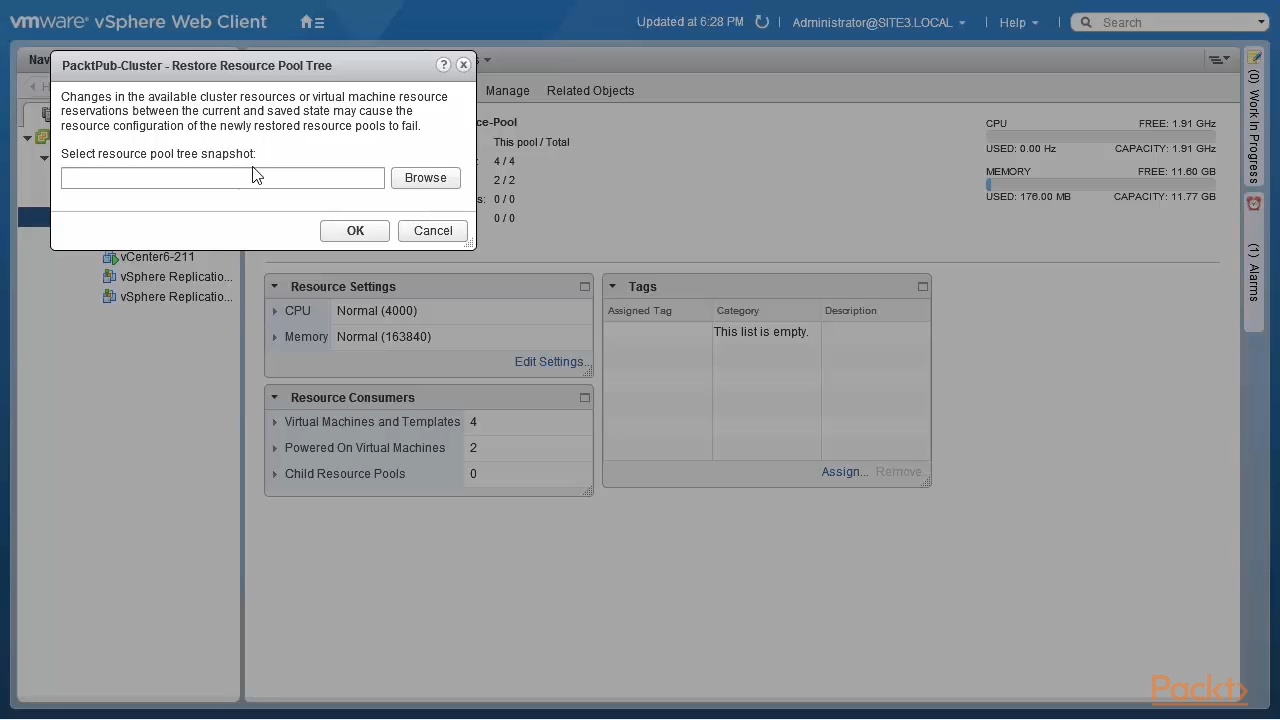 vmware® vSphere Web Client
Updated at 6:28 PM
Administrator@SITE3.LOCAL
Help
Search
PacktPub-Cluster - Restore Resource Pool Tree
Changes in the available cluster resources or virtual machine resource
reservations between the current and saved state may cause the
resource configuration of the newly restored resource pools to fail.
Select resource pool tree snapshot:
Browse
OK
Cancel
Nav
Manage
Related Objects
ce-Pool
This pool / Total
4 / 4
2 / 2
0 / 0
0 / 0
CPU
FREE: 1.91 GHz
USED: 0.00 Hz
CAPACITY: 1.91 GHz
MEMORY
FREE: 11.60 GB
USED: 176.00 MB
CAPACITY: 11.77 GB
(0) Work In Progress
(1) Alarms
vCenter6-211
vSphere Replicatio...
vSphere Replicatio...
Resource Settings
CPU
Normal (4000)
Memory
Normal (163840)
Edit Settings...
Resource Consumers
Virtual Machines and Templates
4
Powered On Virtual Machines
2
Child Resource Pools
0
Tags
Assigned Tag
Category
Description
This list is empty.
Assign...
Remove...
Packt